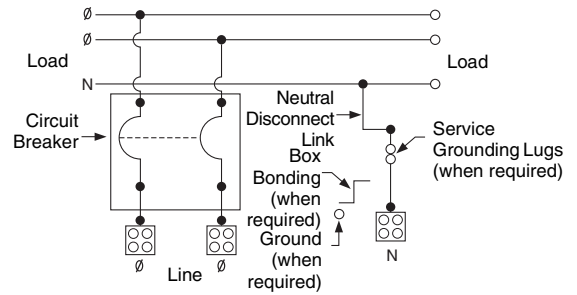 Ø
Ø
Load
Load
N
Circuit
Breaker
Neutral
Disconnect
Link
Service
Grounding Lugs
(when required)
Box
Bonding
(when
required)
Ground
(when
required)
Ø
Line
Ø
N